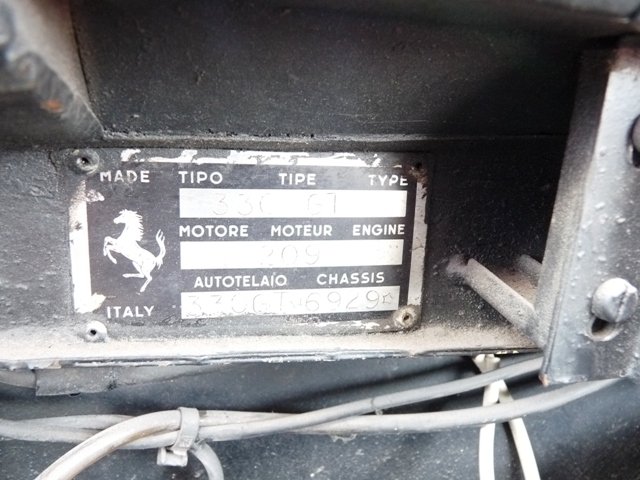 MADE TIPO TIPE TYPE
330 GT
MOTORE MOTEUR ENGINE
209
AUTOTELAIO CHASSIS
ITALY 330GT 6929